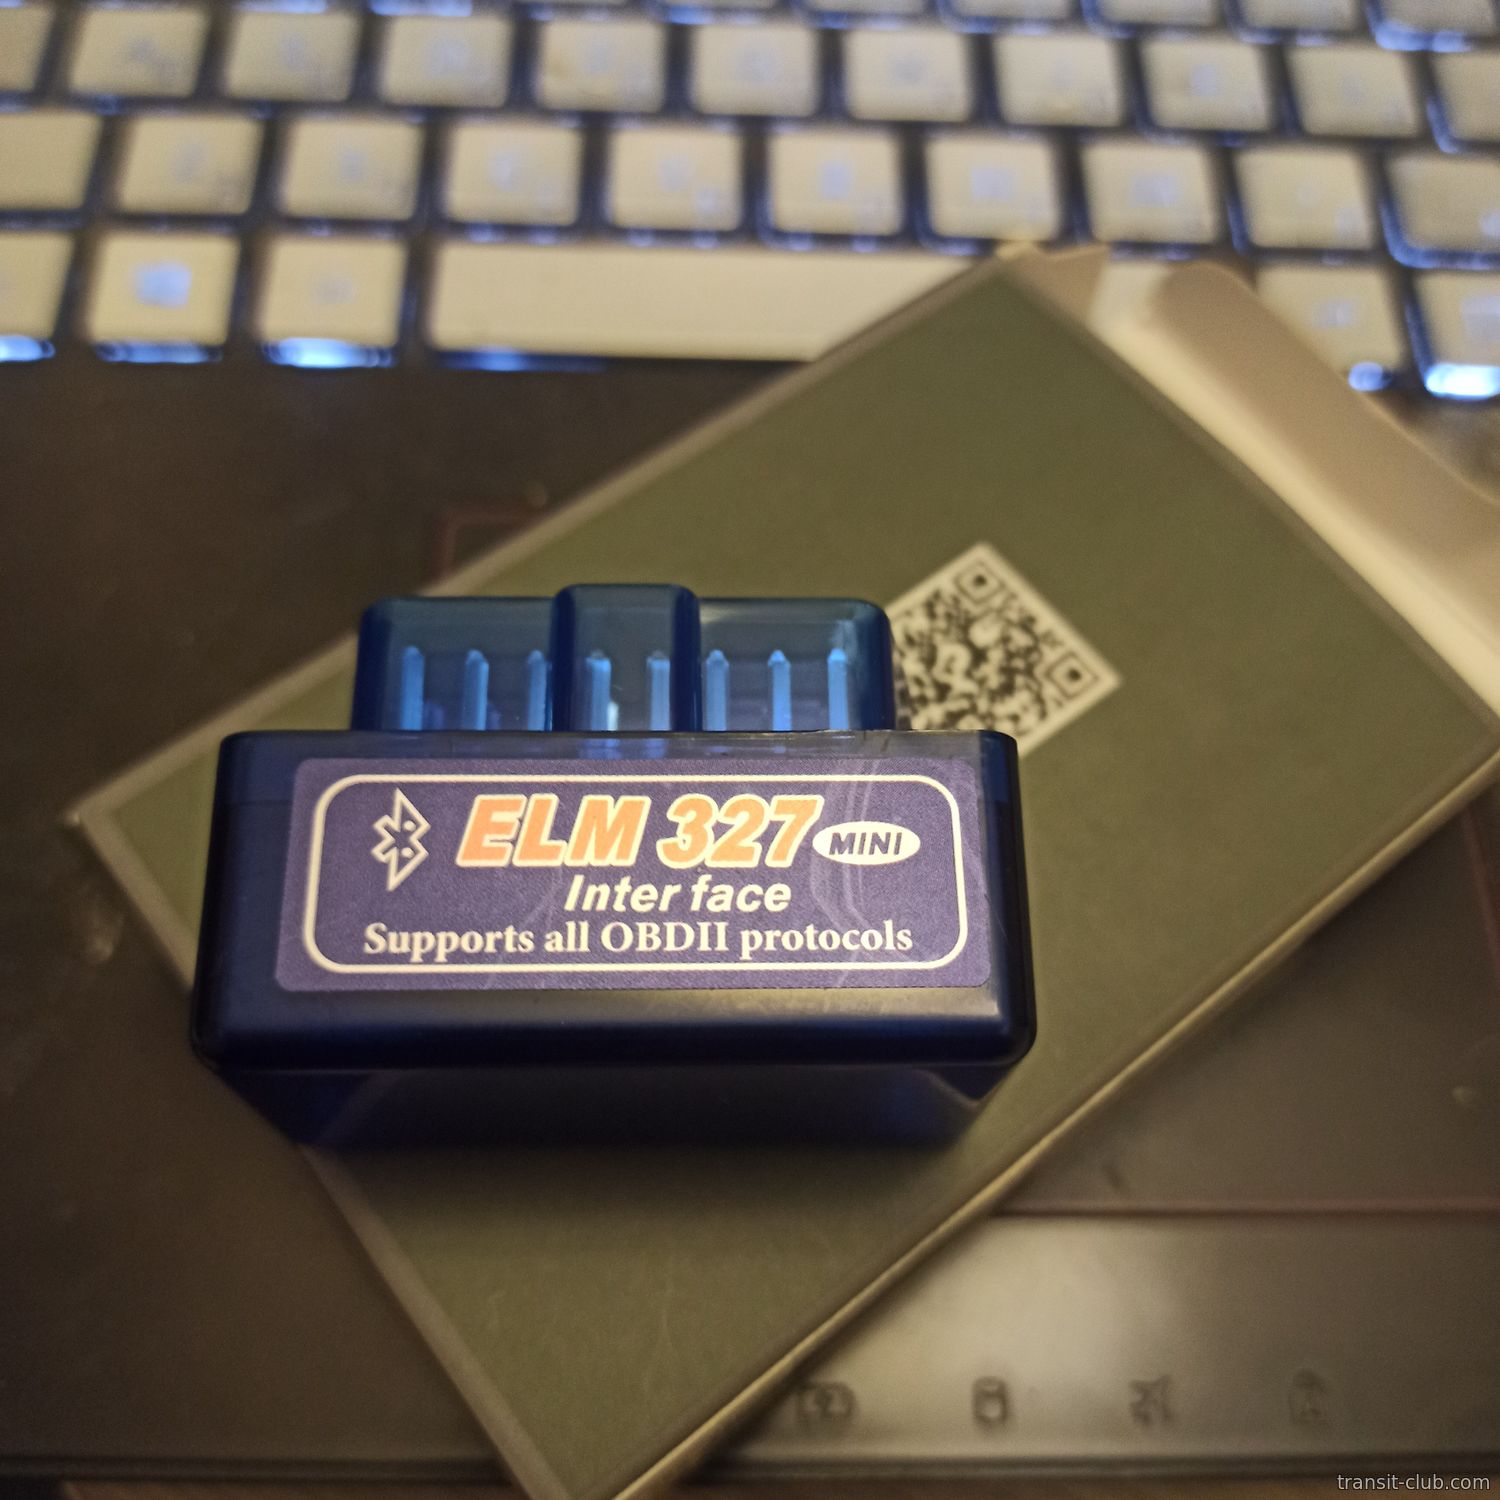 ELM 327 MINI
Inter face
Supports all OBDII protocols
transit-club.com